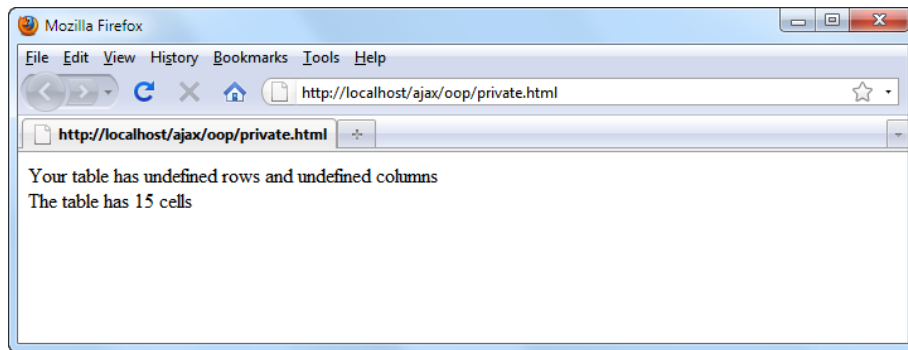 Mozilla Firefox
File Edit View History Bookmarks Tools Help
http://localhost/ajax/oop/private.html
http://localhost/ajax/oop/private.html
Your table has undefined rows and undefined columns
The table has 15 cells